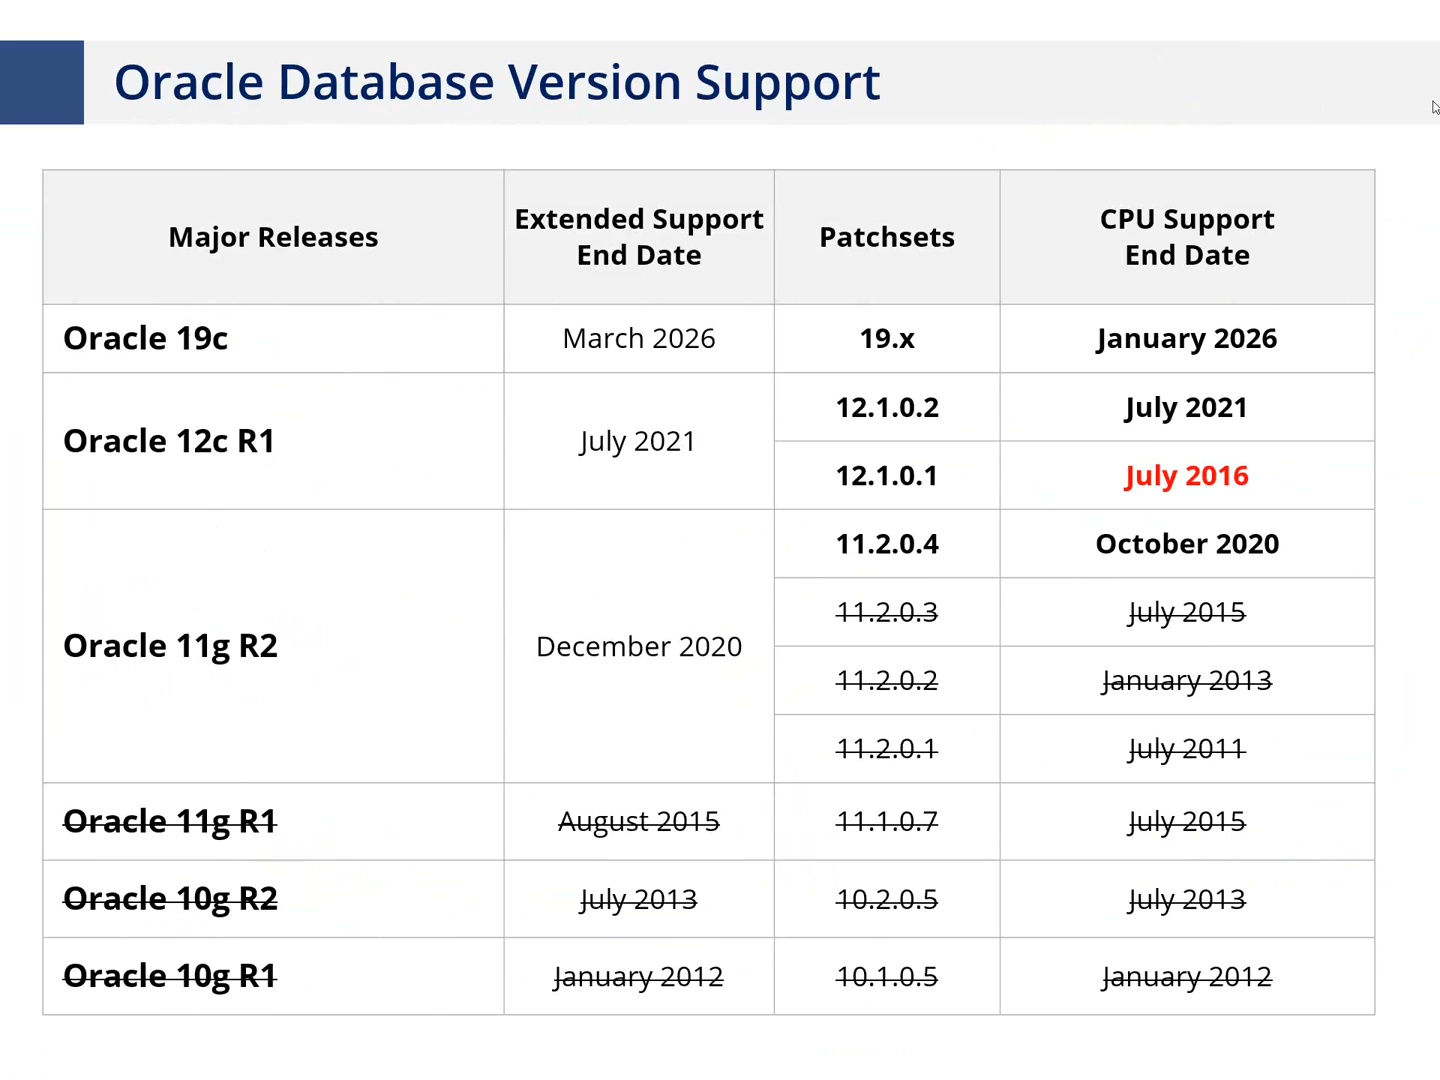 Oracle Database Version Support
Major Releases
Extended Support
End Date
Patchsets
CPU Support
End Date
Oracle 19c
March 2026
19.x
January 2026
Oracle 12c R1
July 2021
12.1.0.2
July 2021
12.1.0.1
July 2016
Oracle 11g R2
December 2020
11.2.0.4
October 2020
11.2.0.3
July 2015
11.2.0.2
January 2013
11.2.0.1
July 2011
Oracle 11g R1
August 2015
11.1.0.7
July 2015
Oracle 10g R2
July 2013
10.2.0.5
July 2013
Oracle 10g R1
January 2012
10.1.0.5
January 2012